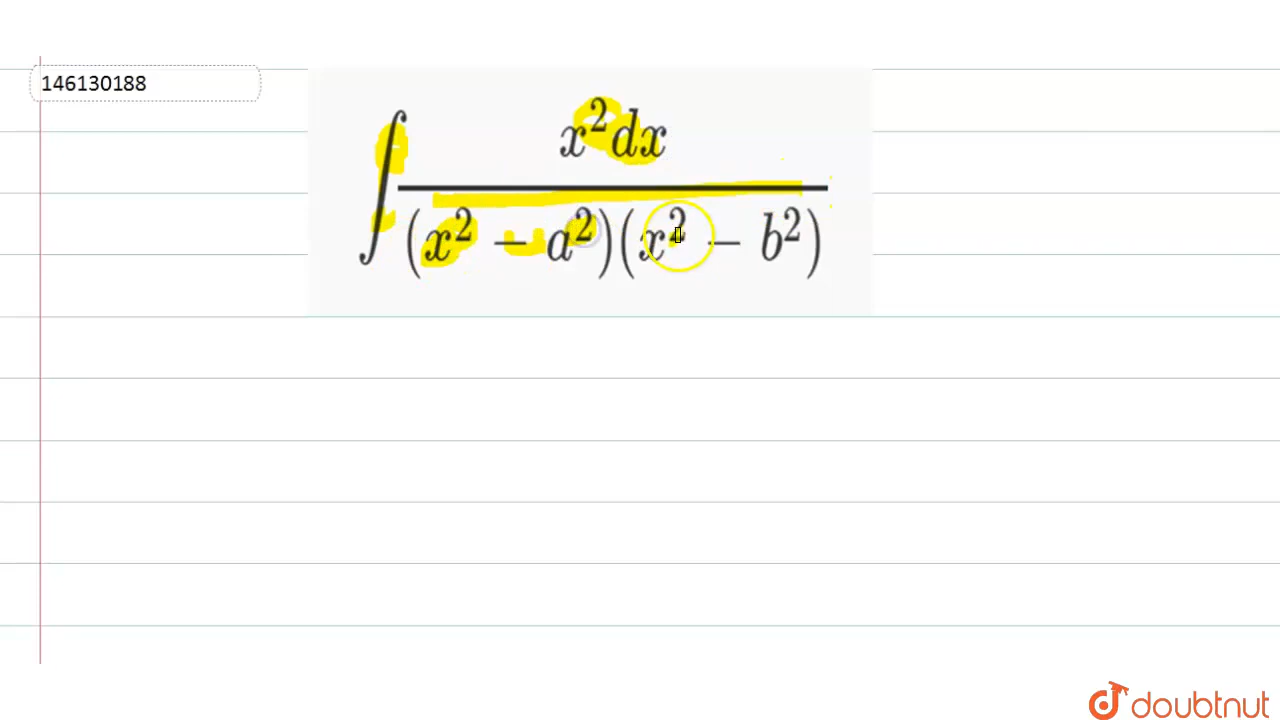 146130188
∫ x²dx / (x² − a²)(x² − b²)
doubtnut